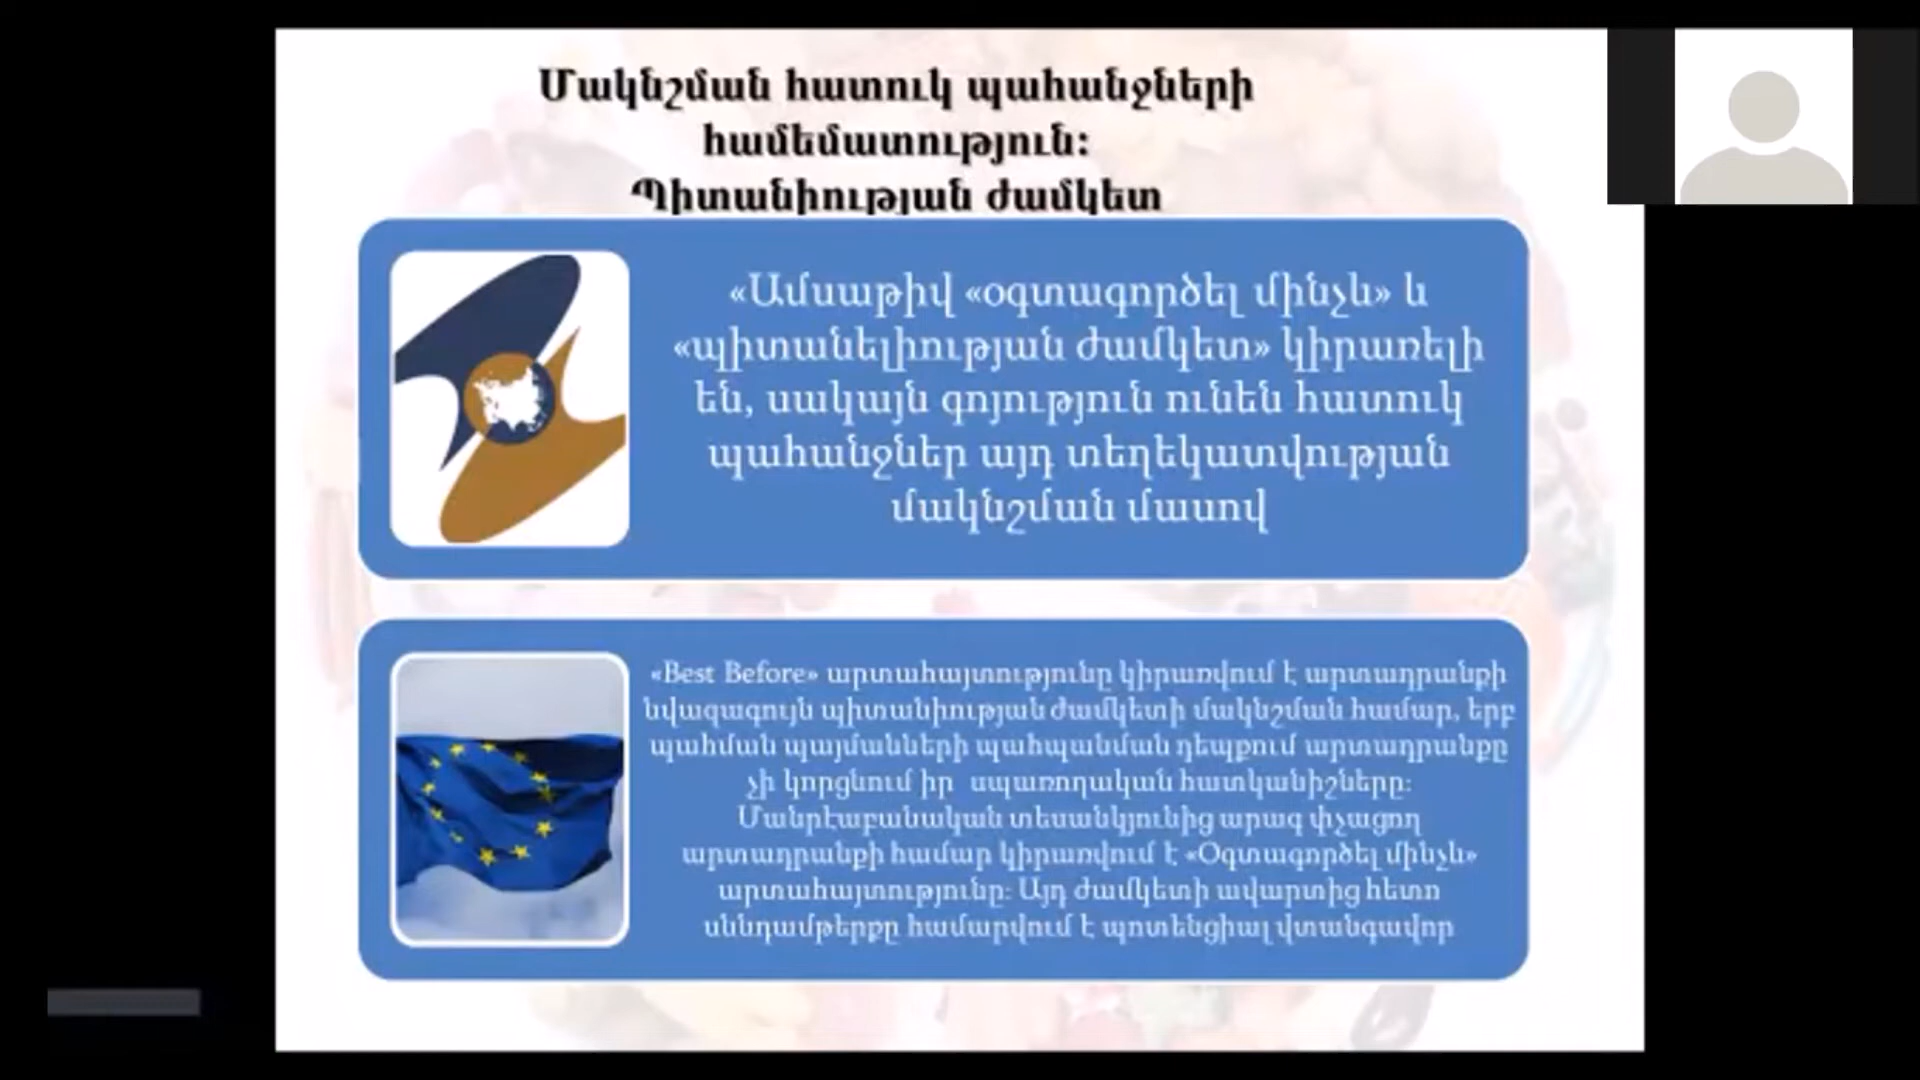 Մակնշման հատուկ պահանջների
համեմատություն:
Պիտանիության ժամկետ
«Ամսաթիվ «օգտագործել մինչև» և
«պիտանելիության ժամկետ» կիրառելի
են, սակայն գոյություն ունեն հատուկ
պահանջներ այդ տեղեկատվության
մակնշման մասով
«Best Before» արտահայտությունը կիրառվում է արտադրանքի
նվազագույն պիտանիության ժամկետի մակնշման համար, երբ
պահման պայմանների պահպանման դեպքում արտադրանքը
չի կորցնում իր սպառողական հատկանիշները:
Մանրէաբանական տեսանկյունից արագ փչացող
արտադրանքի համար կիրառվում է «Օգտագործել մինչև»
արտահայտությունը: Այդ ժամկետի ավարտից հետո
սննդամթերքը համարվում է պոտենցիալ վտանգավոր